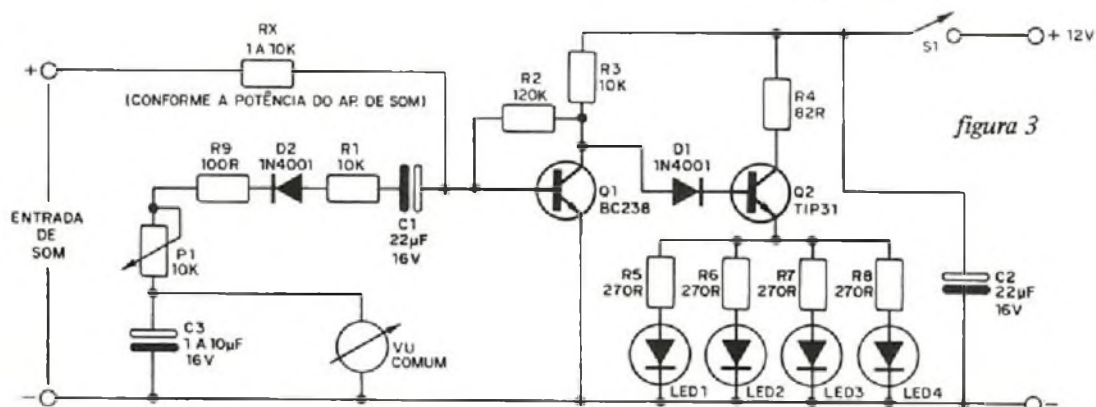 RX
1 A 10K
(CONFORME A POTÊNCIA DO AP. DE SOM)
R2
120K
R3
10K
R4
82R
S1
+ 12V
figura 3
R9
100R
D2
1N4001
R1
10K
C1
22µF
16V
Q1
BC238
D1
1N4001
Q2
TIP31
ENTRADA
DE
SOM
+
P1
10K
C3
1 A 10µF
16V
VU
COMUM
R5
270R
R6
270R
R7
270R
R8
270R
C2
22µF
16V
LED1
LED2
LED3
LED4
−
−